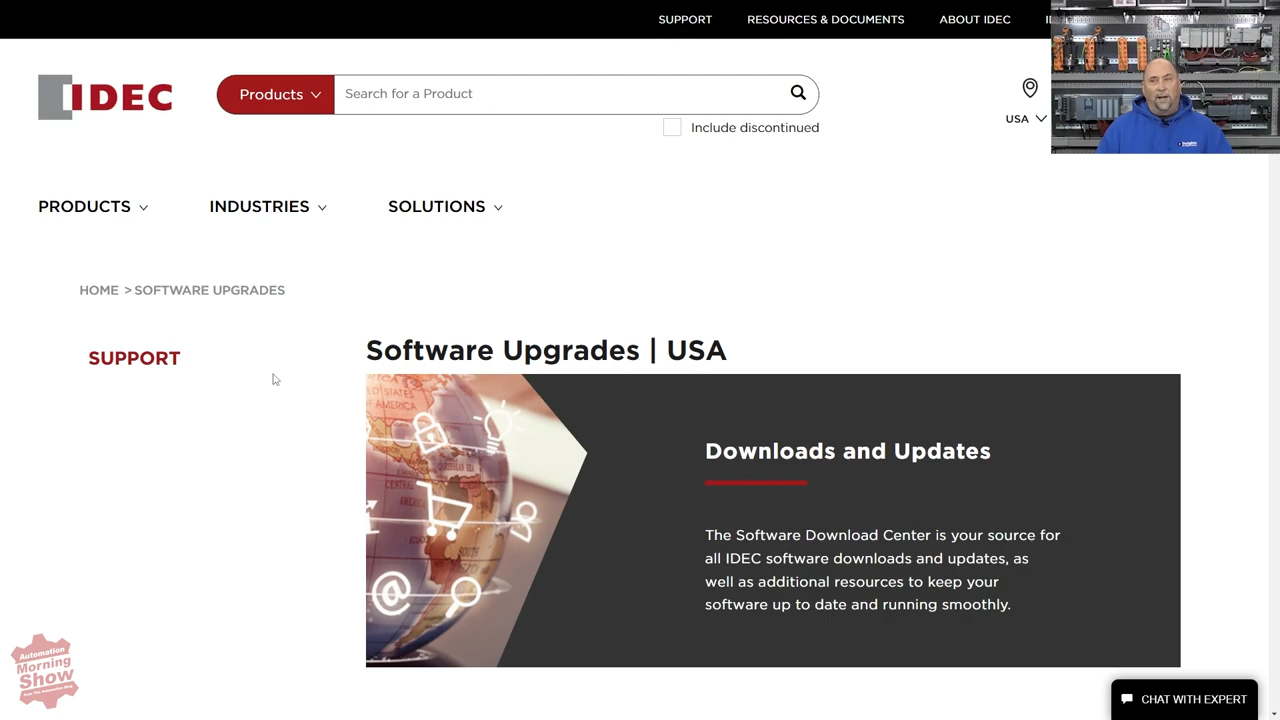 SUPPORT
RESOURCES & DOCUMENTS
ABOUT IDEC
IDEC
Products
Search for a Product
Include discontinued
USA
PRODUCTS
INDUSTRIES
SOLUTIONS
HOME > SOFTWARE UPGRADES
SUPPORT
Software Upgrades | USA
Downloads and Updates
The Software Download Center is your source for
all IDEC software downloads and updates, as
well as additional resources to keep your
software up to date and running smoothly.
Automation
Morning
Show
CHAT WITH EXPERT